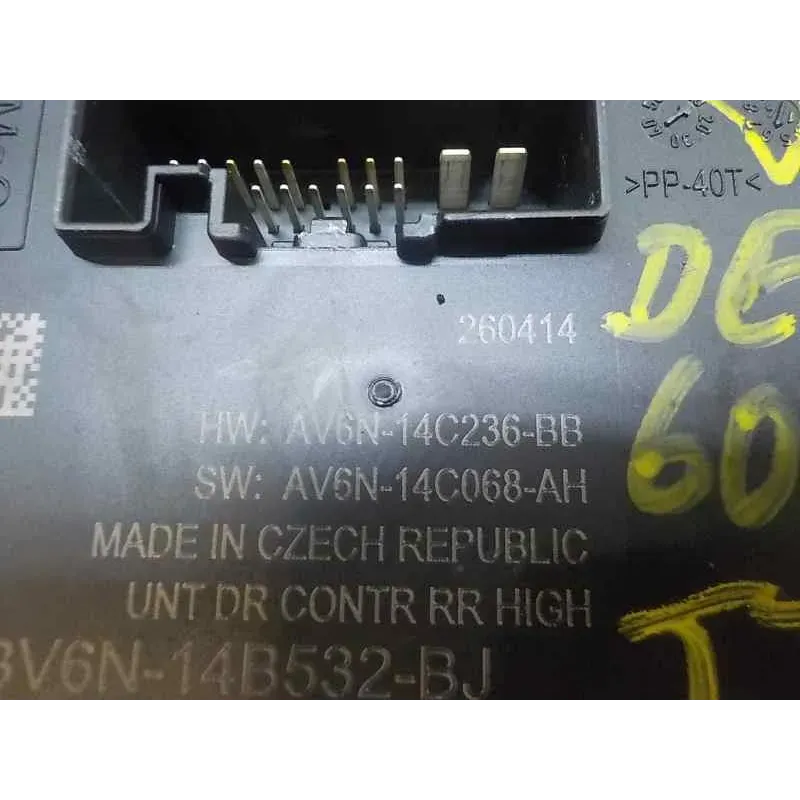 >PP-40T<
260414
HW: AV6N-14C236-BB
SW: AV6N-14C068-AH
MADE IN CZECH REPUBLIC
UNT DR CONTR RR HIGH
BV6N-14B532-BJ
DE
60
T